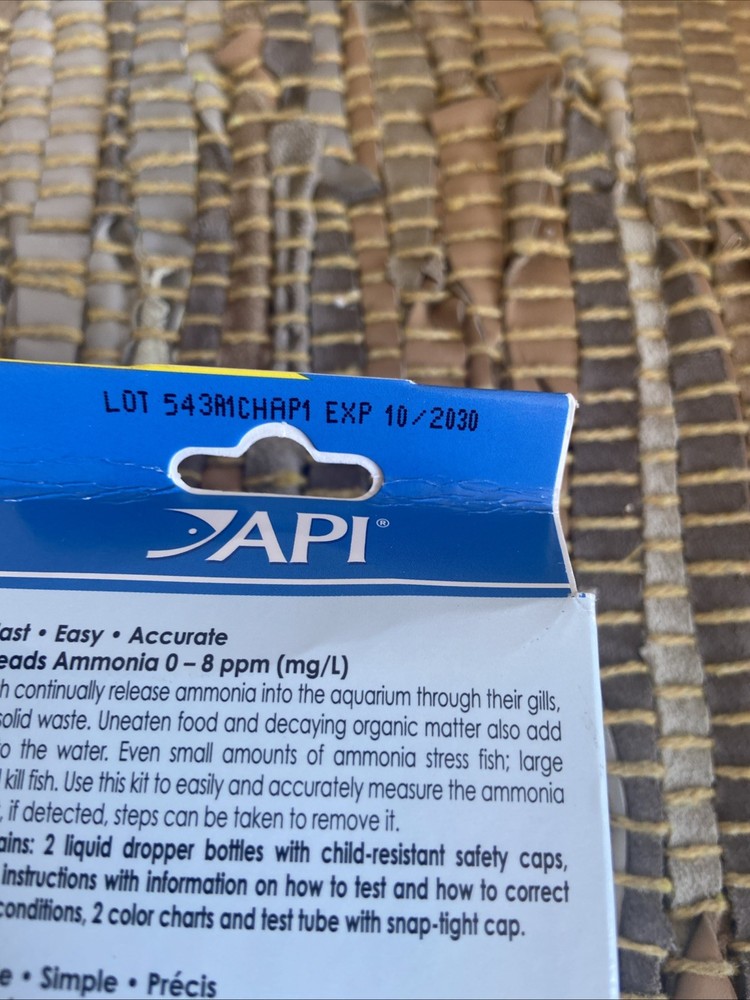 LOT 543A1CHAP1 EXP 10/2030
API®
• Easy • Accurate
Ammonia 0 – 8 ppm (mg/L)
continually release ammonia into the aquarium through their gills,
solid waste. Uneaten food and decaying organic matter also add
the water. Even small amounts of ammonia stress fish; large
kill fish. Use this kit to easily and accurately measure the ammonia
, if detected, steps can be taken to remove it.
2 liquid dropper bottles with child-resistant safety caps,
instructions with information on how to test and how to correct
conditions, 2 color charts and test tube with snap-tight cap.
• Simple • Précis